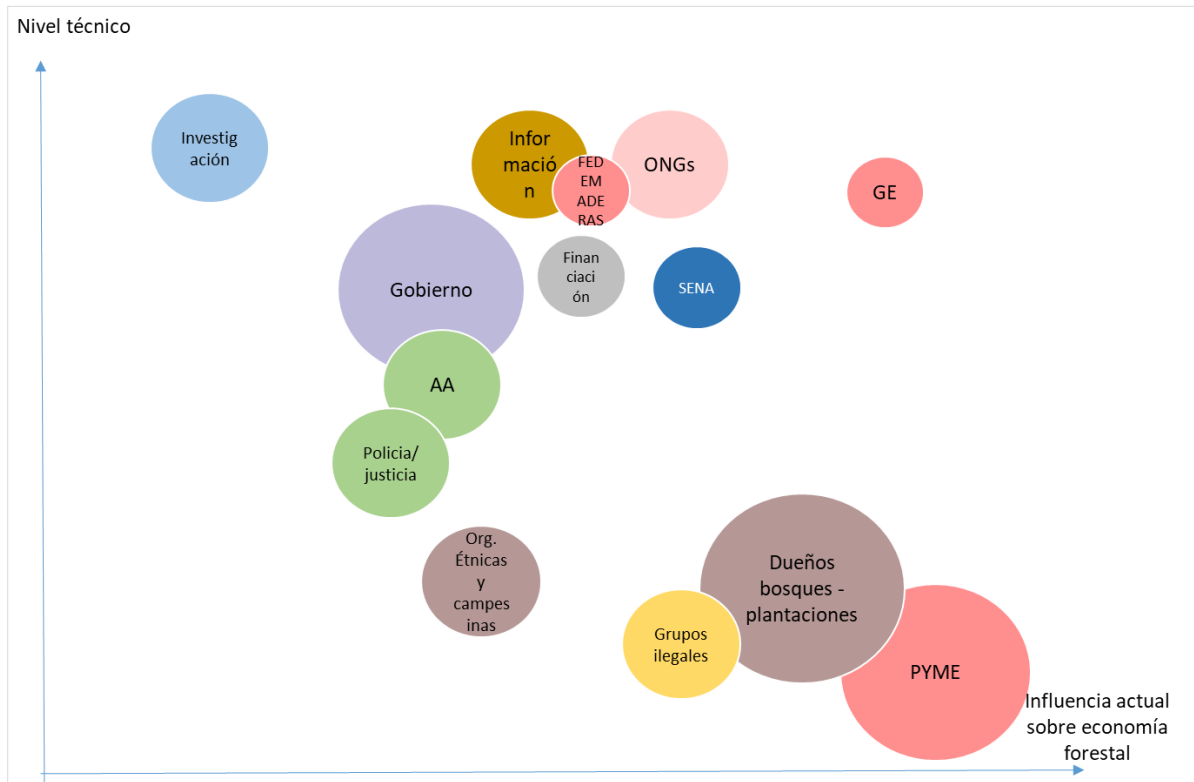 Nivel técnico
Investig
ación
Infor
mació
n
FED
EM
ADE
RAS
ONGs
GE
Gobierno
Finan
ciaci
ón
SENA
AA
Policia/
justicia
Org.
Étnicas
y
campes
inas
Dueños
bosques -
plantaciones
Grupos
ilegales
PYME
Influencia actual
sobre economía
forestal